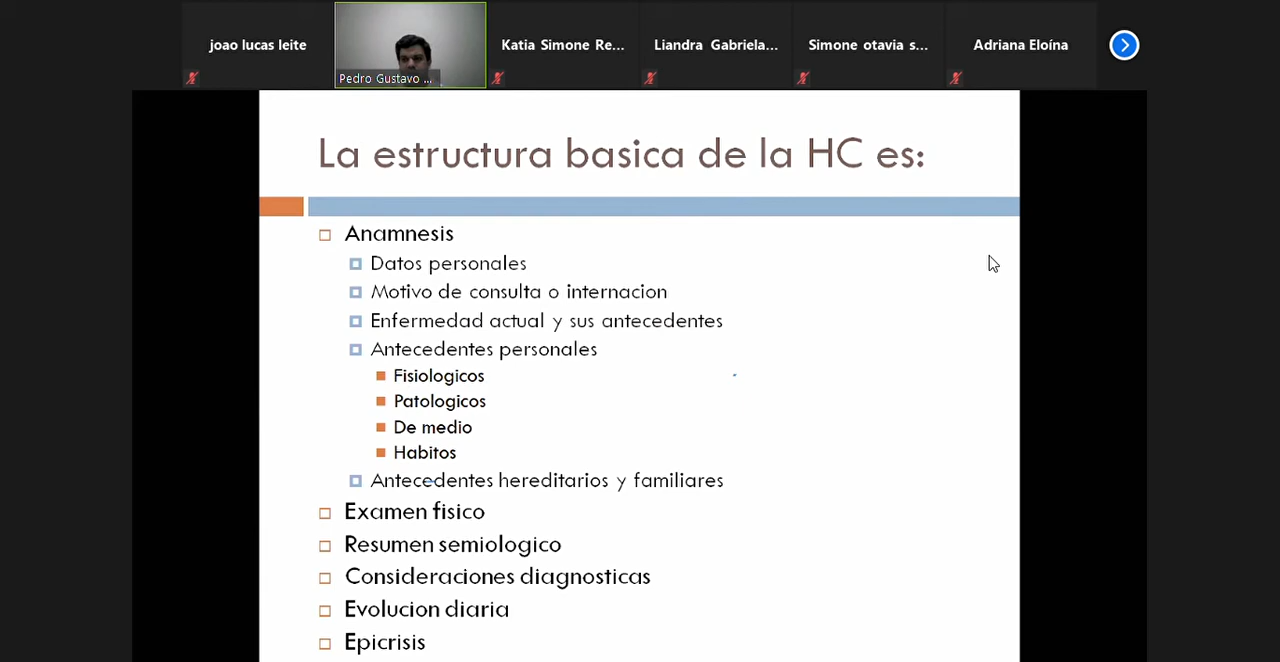 joao lucas leite
Pedro Gustavo ...
Katia Simone Re...
Liandra Gabriela...
Simone otavia s...
Adriana Eloína
La estructura basica de la HC es:
Anamnesis
Datos personales
Motivo de consulta o internacion
Enfermedad actual y sus antecedentes
Antecedentes personales
Fisiologicos
Patologicos
De medio
Habitos
Antecedentes hereditarios y familiares
Examen fisico
Resumen semiologico
Consideraciones diagnosticas
Evolucion diaria
Epicrisis